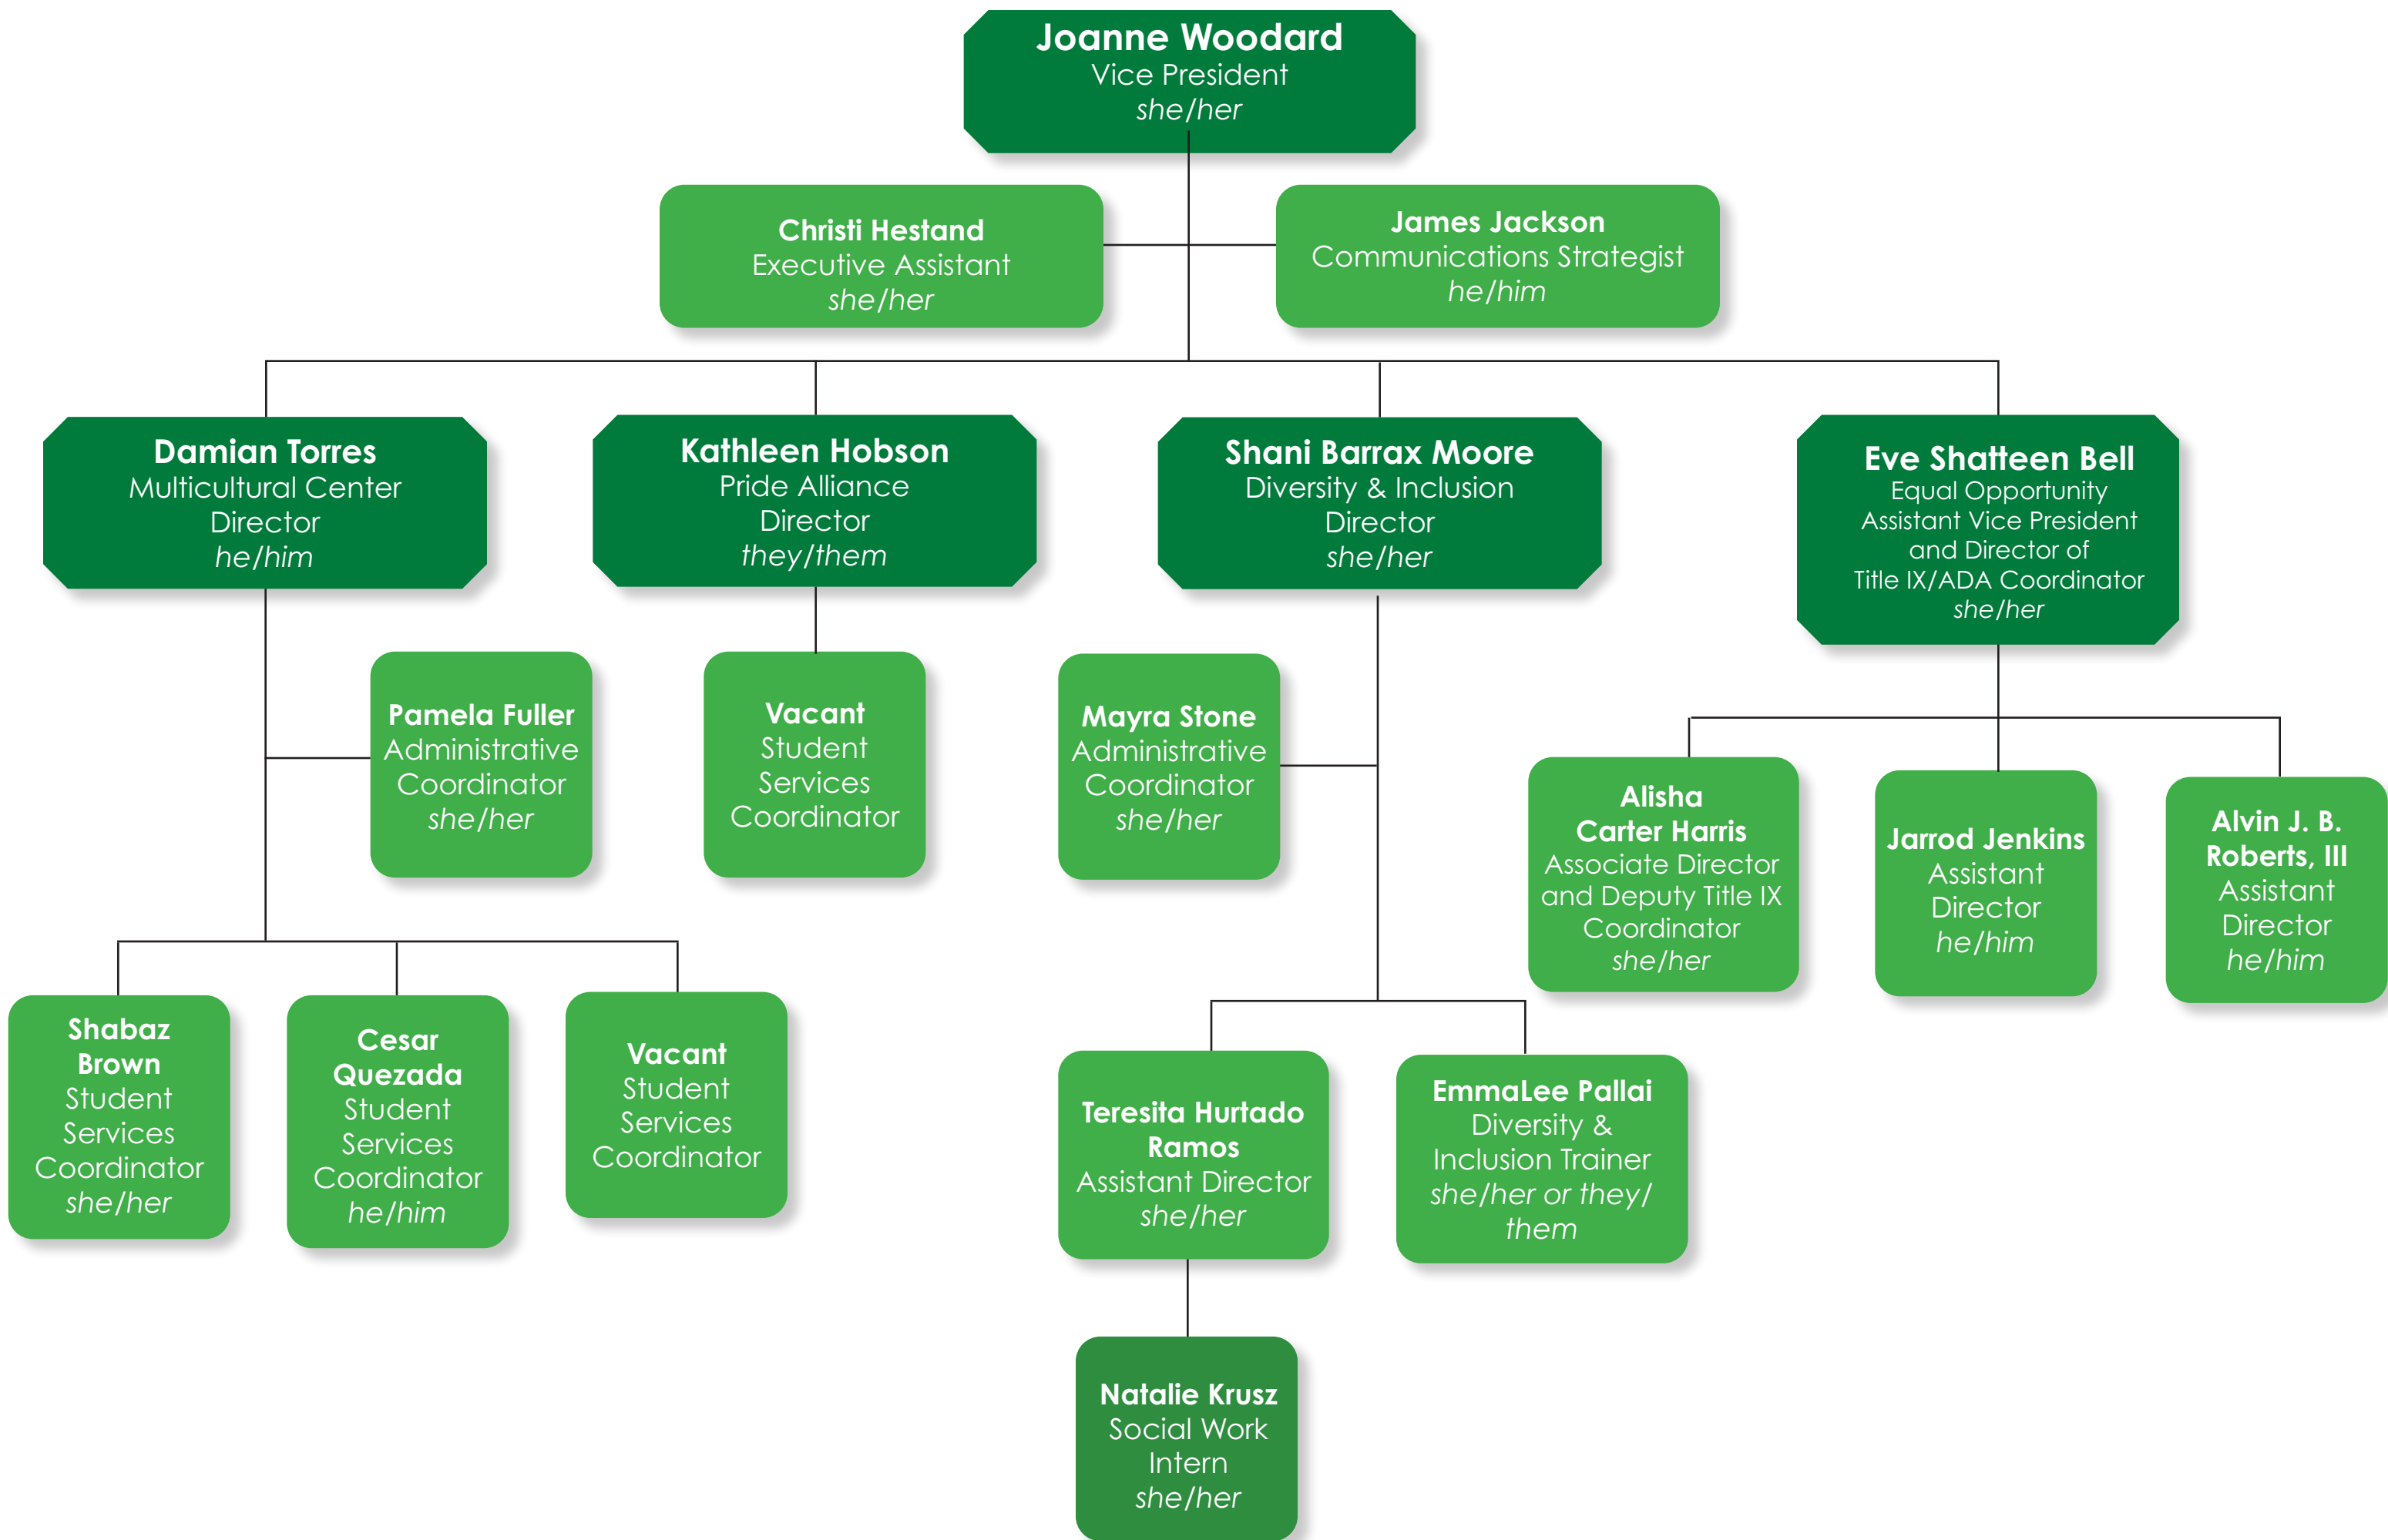 Joanne Woodard
Vice President
she/her
Christi Hestand
Executive Assistant
she/her
James Jackson
Communications Strategist
he/him
Damian Torres
Multicultural Center
Director
he/him
Kathleen Hobson
Pride Alliance
Director
they/them
Shani Barrax Moore
Diversity & Inclusion
Director
she/her
Eve Shatteen Bell
Equal Opportunity
Assistant Vice President
and Director of
Title IX/ADA Coordinator
she/her
Pamela Fuller
Administrative
Coordinator
she/her
Vacant
Student
Services
Coordinator
Mayra Stone
Administrative
Coordinator
she/her
Alisha
Carter Harris
Associate Director
and Deputy Title IX
Coordinator
she/her
Jarrod Jenkins
Assistant
Director
he/him
Alvin J. B.
Roberts, III
Assistant
Director
he/him
Shabaz
Brown
Student
Services
Coordinator
she/her
Cesar
Quezada
Student
Services
Coordinator
he/him
Vacant
Student
Services
Coordinator
Teresita Hurtado
Ramos
Assistant Director
she/her
EmmaLee Pallai
Diversity &
Inclusion Trainer
she/her or they/
them
Natalie Krusz
Social Work
Intern
she/her